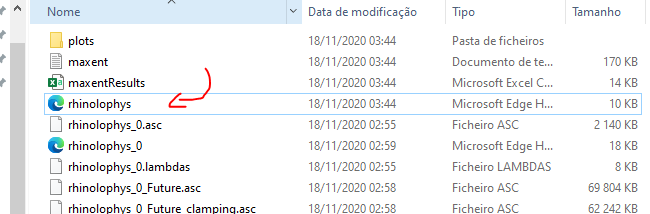 Nome Data de modificação Tipo Tamanho
plots 18/11/2020 03:44 Pasta de ficheiros
maxent 18/11/2020 03:44 Documento de te... 170 KB
maxentResults 18/11/2020 03:44 Microsoft Excel C... 14 KB
rhinolophys 18/11/2020 03:44 Microsoft Edge H... 10 KB
rhinolophys_0.asc 18/11/2020 02:55 Ficheiro ASC 2 140 KB
rhinolophys_0 18/11/2020 02:59 Microsoft Edge H... 18 KB
rhinolophys_0.lambdas 18/11/2020 02:55 Ficheiro LAMBDAS 8 KB
rhinolophys_0_Future.asc 18/11/2020 02:58 Ficheiro ASC 69 804 KB
rhinolophys_0_Future_clamping.asc 18/11/2020 02:58 Ficheiro ASC 62 242 KB